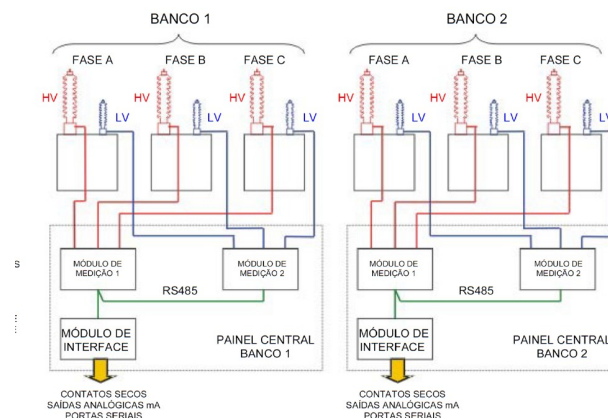 BANCO 1
FASE A
FASE B
FASE C
HV
LV
HV
LV
HV
LV
MÓDULO DE
MEDIÇÃO 1
MÓDULO DE
MEDIÇÃO 2
RS485
MÓDULO DE
INTERFACE
PAINEL CENTRAL
BANCO 1
CONTATOS SECOS
SAÍDAS ANALÓGICAS mA
PORTAS SERIAIS
BANCO 2
FASE A
FASE B
FASE C
HV
LV
HV
LV
HV
LV
MÓDULO DE
MEDIÇÃO 1
MÓDULO DE
MEDIÇÃO 2
RS485
MÓDULO DE
INTERFACE
PAINEL CENTRAL
BANCO 2
CONTATOS SECOS
SAÍDAS ANALÓGICAS mA
PORTAS SERIAIS